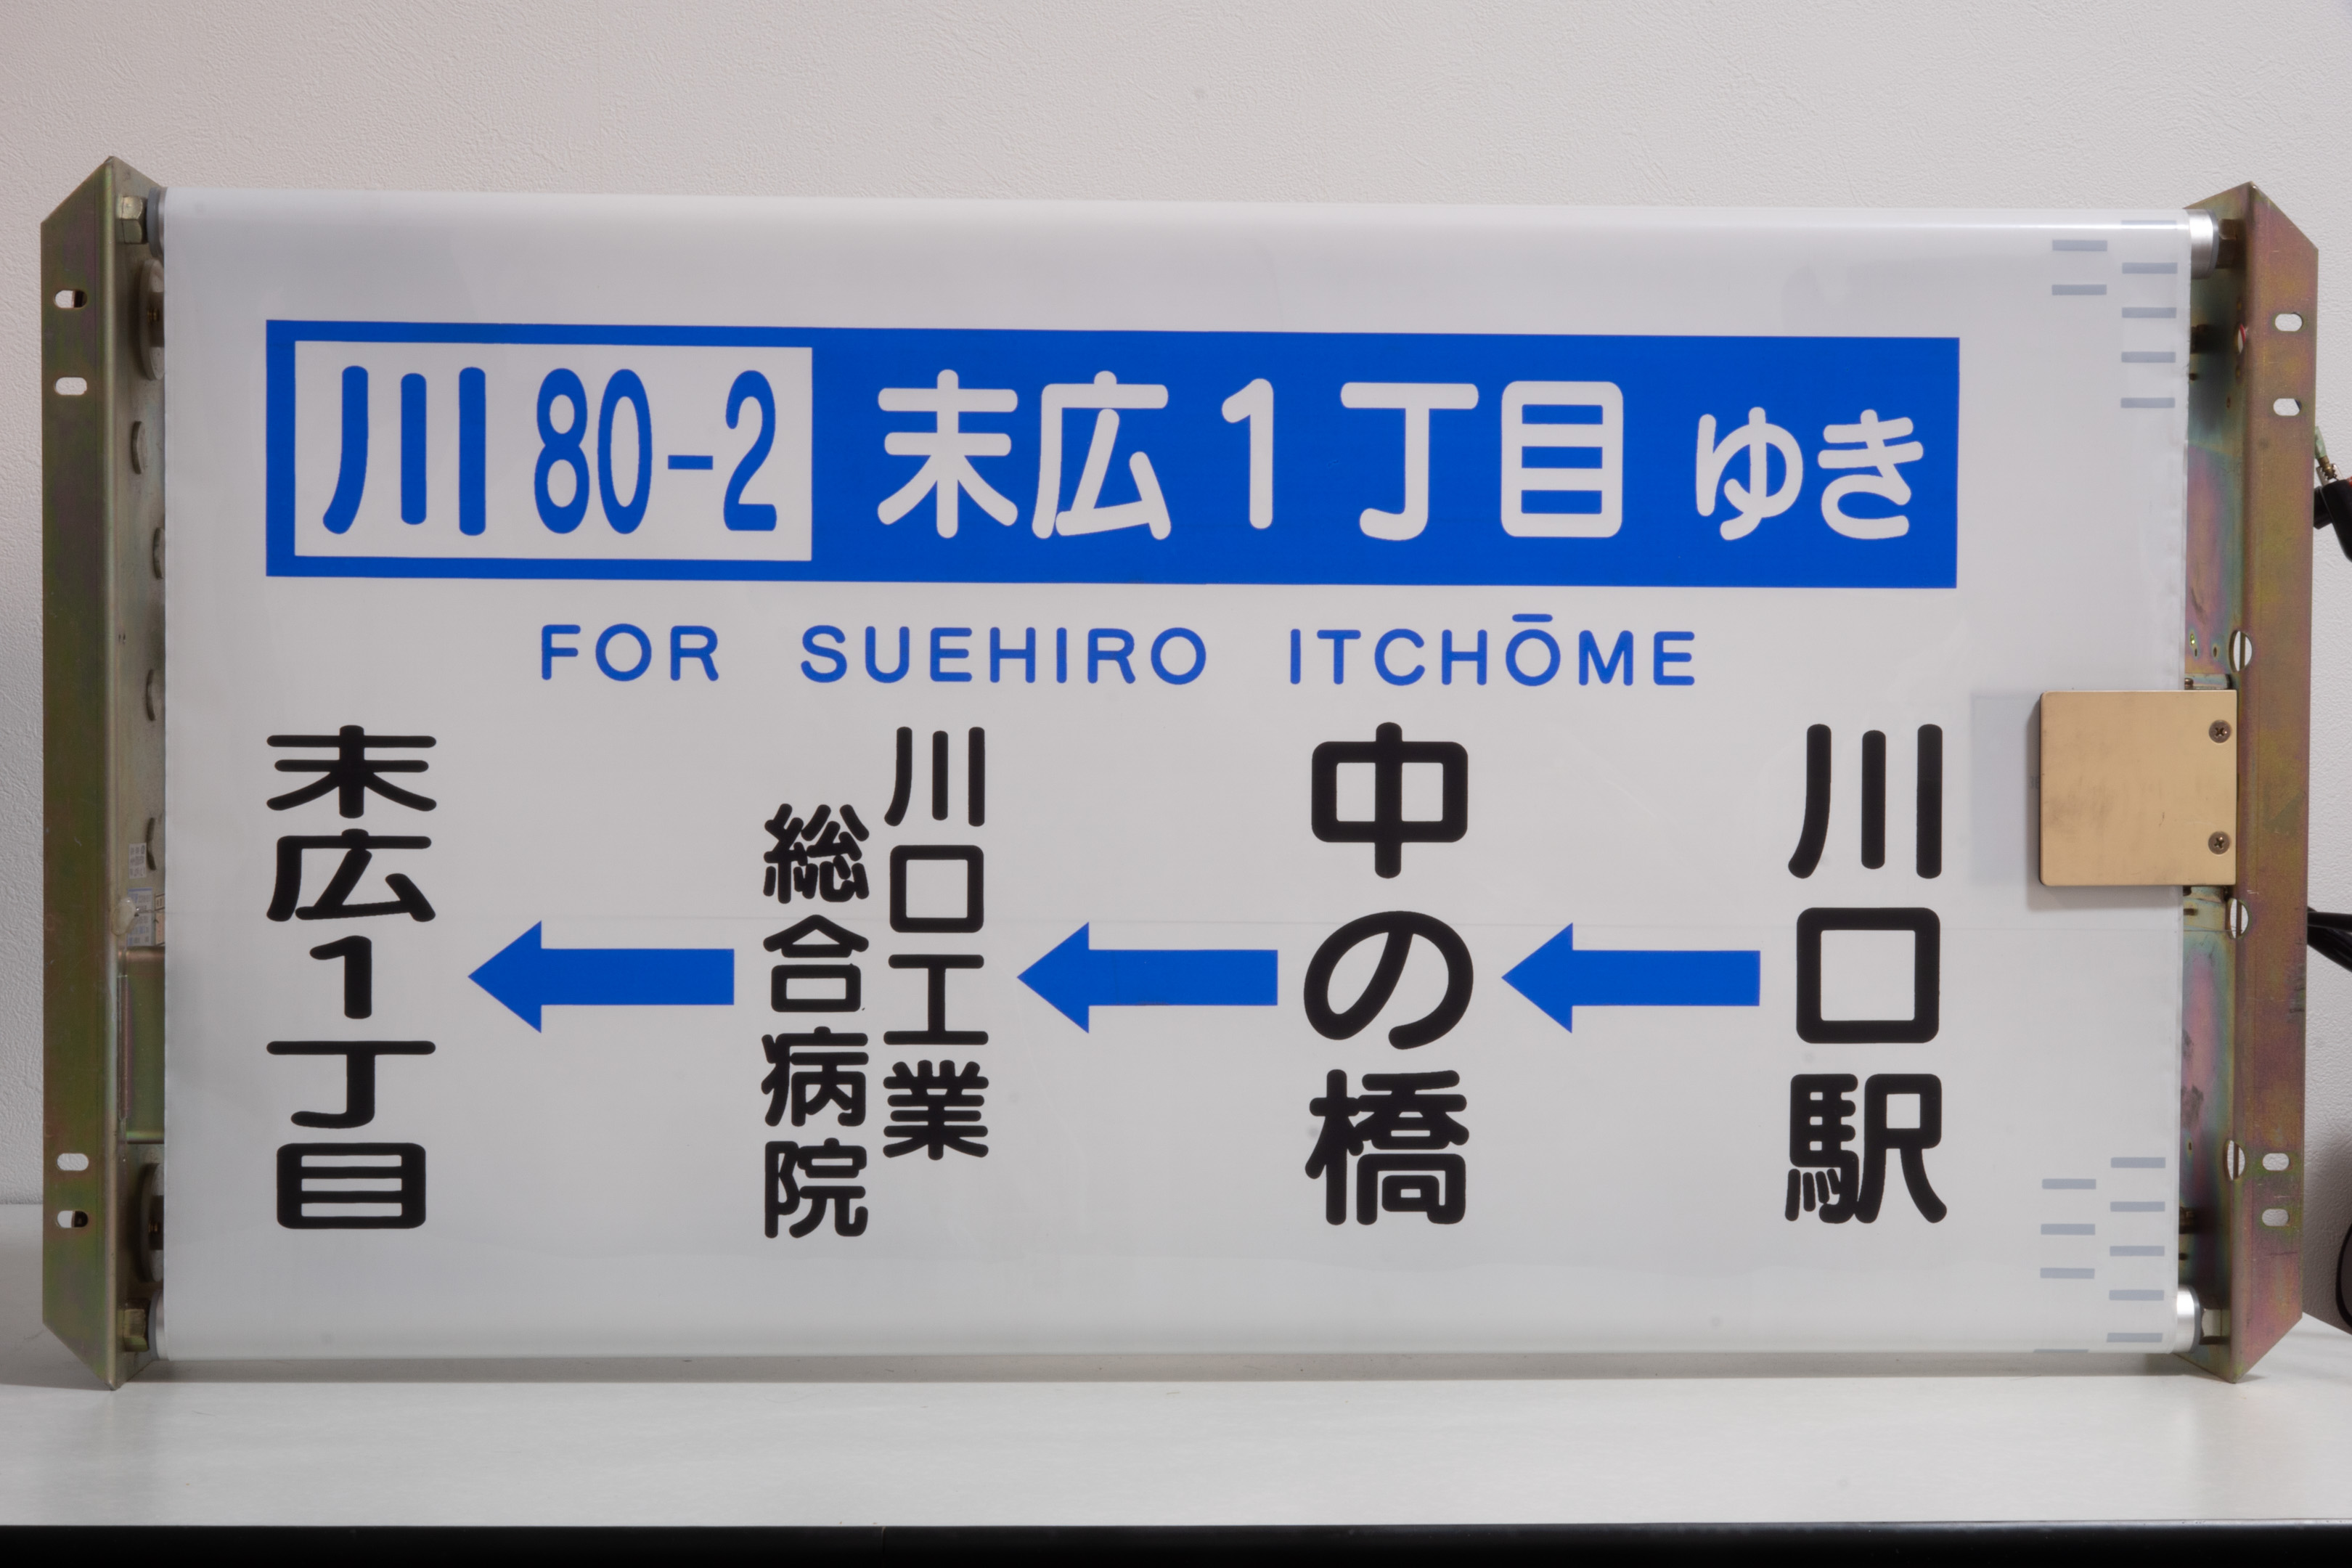 川80-2 末広1丁目 ゆき
FOR SUEHIRO ITCHŌME
川口駅
中の橋
川口工業
総合病院
末広1丁目